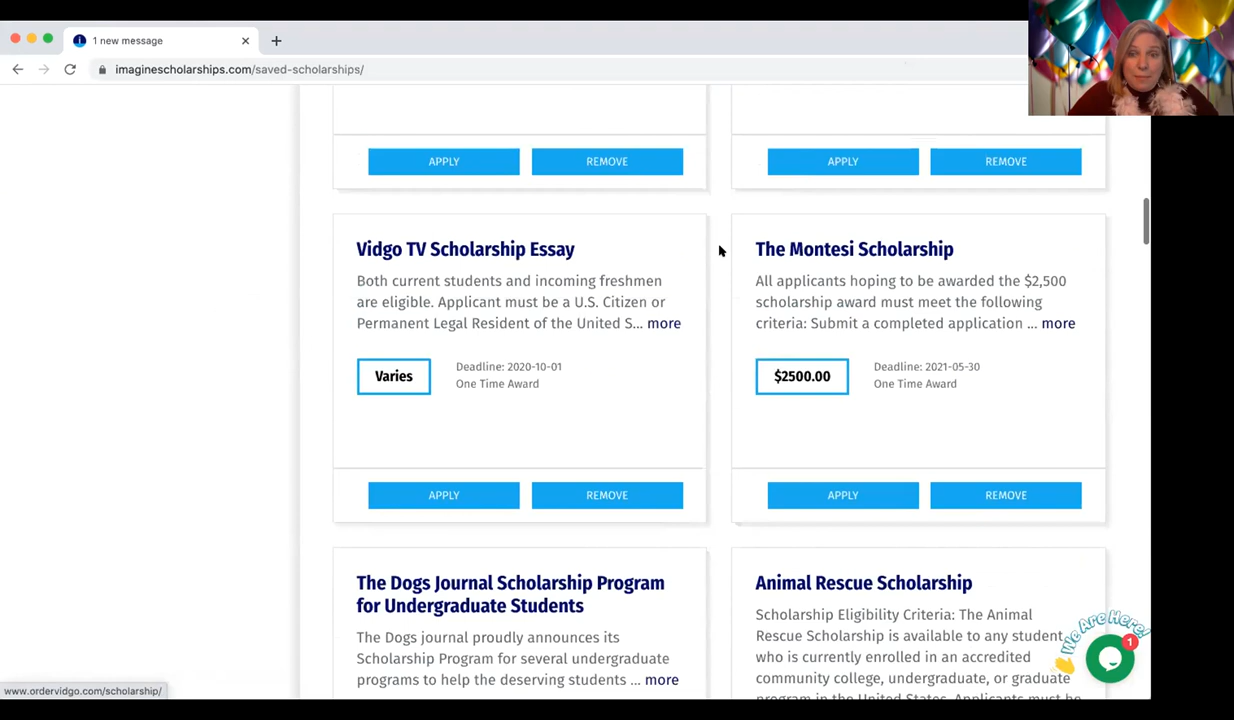 1 new message
imaginescholarships.com/saved-scholarships/
APPLY REMOVE APPLY REMOVE
Vidgo TV Scholarship Essay
Both current students and incoming freshmen
are eligible. Applicant must be a U.S. Citizen or
Permanent Legal Resident of the United S... more
Varies
Deadline: 2020-10-01
One Time Award
APPLY REMOVE
The Montesi Scholarship
All applicants hoping to be awarded the $2,500
scholarship award must meet the following
criteria: Submit a completed application ... more
$2500.00
Deadline: 2021-05-30
One Time Award
APPLY REMOVE
The Dogs Journal Scholarship Program
for Undergraduate Students
The Dogs journal proudly announces its
Scholarship Program for several undergraduate
programs to help the deserving students ... more
Animal Rescue Scholarship
Scholarship Eligibility Criteria: The Animal
Rescue Scholarship is available to any student
who is currently enrolled in an accredited
community college, undergraduate, or graduate
program in the United States. Applicants must be
We Are Here!
1
www.ordervidgo.com/scholarship/